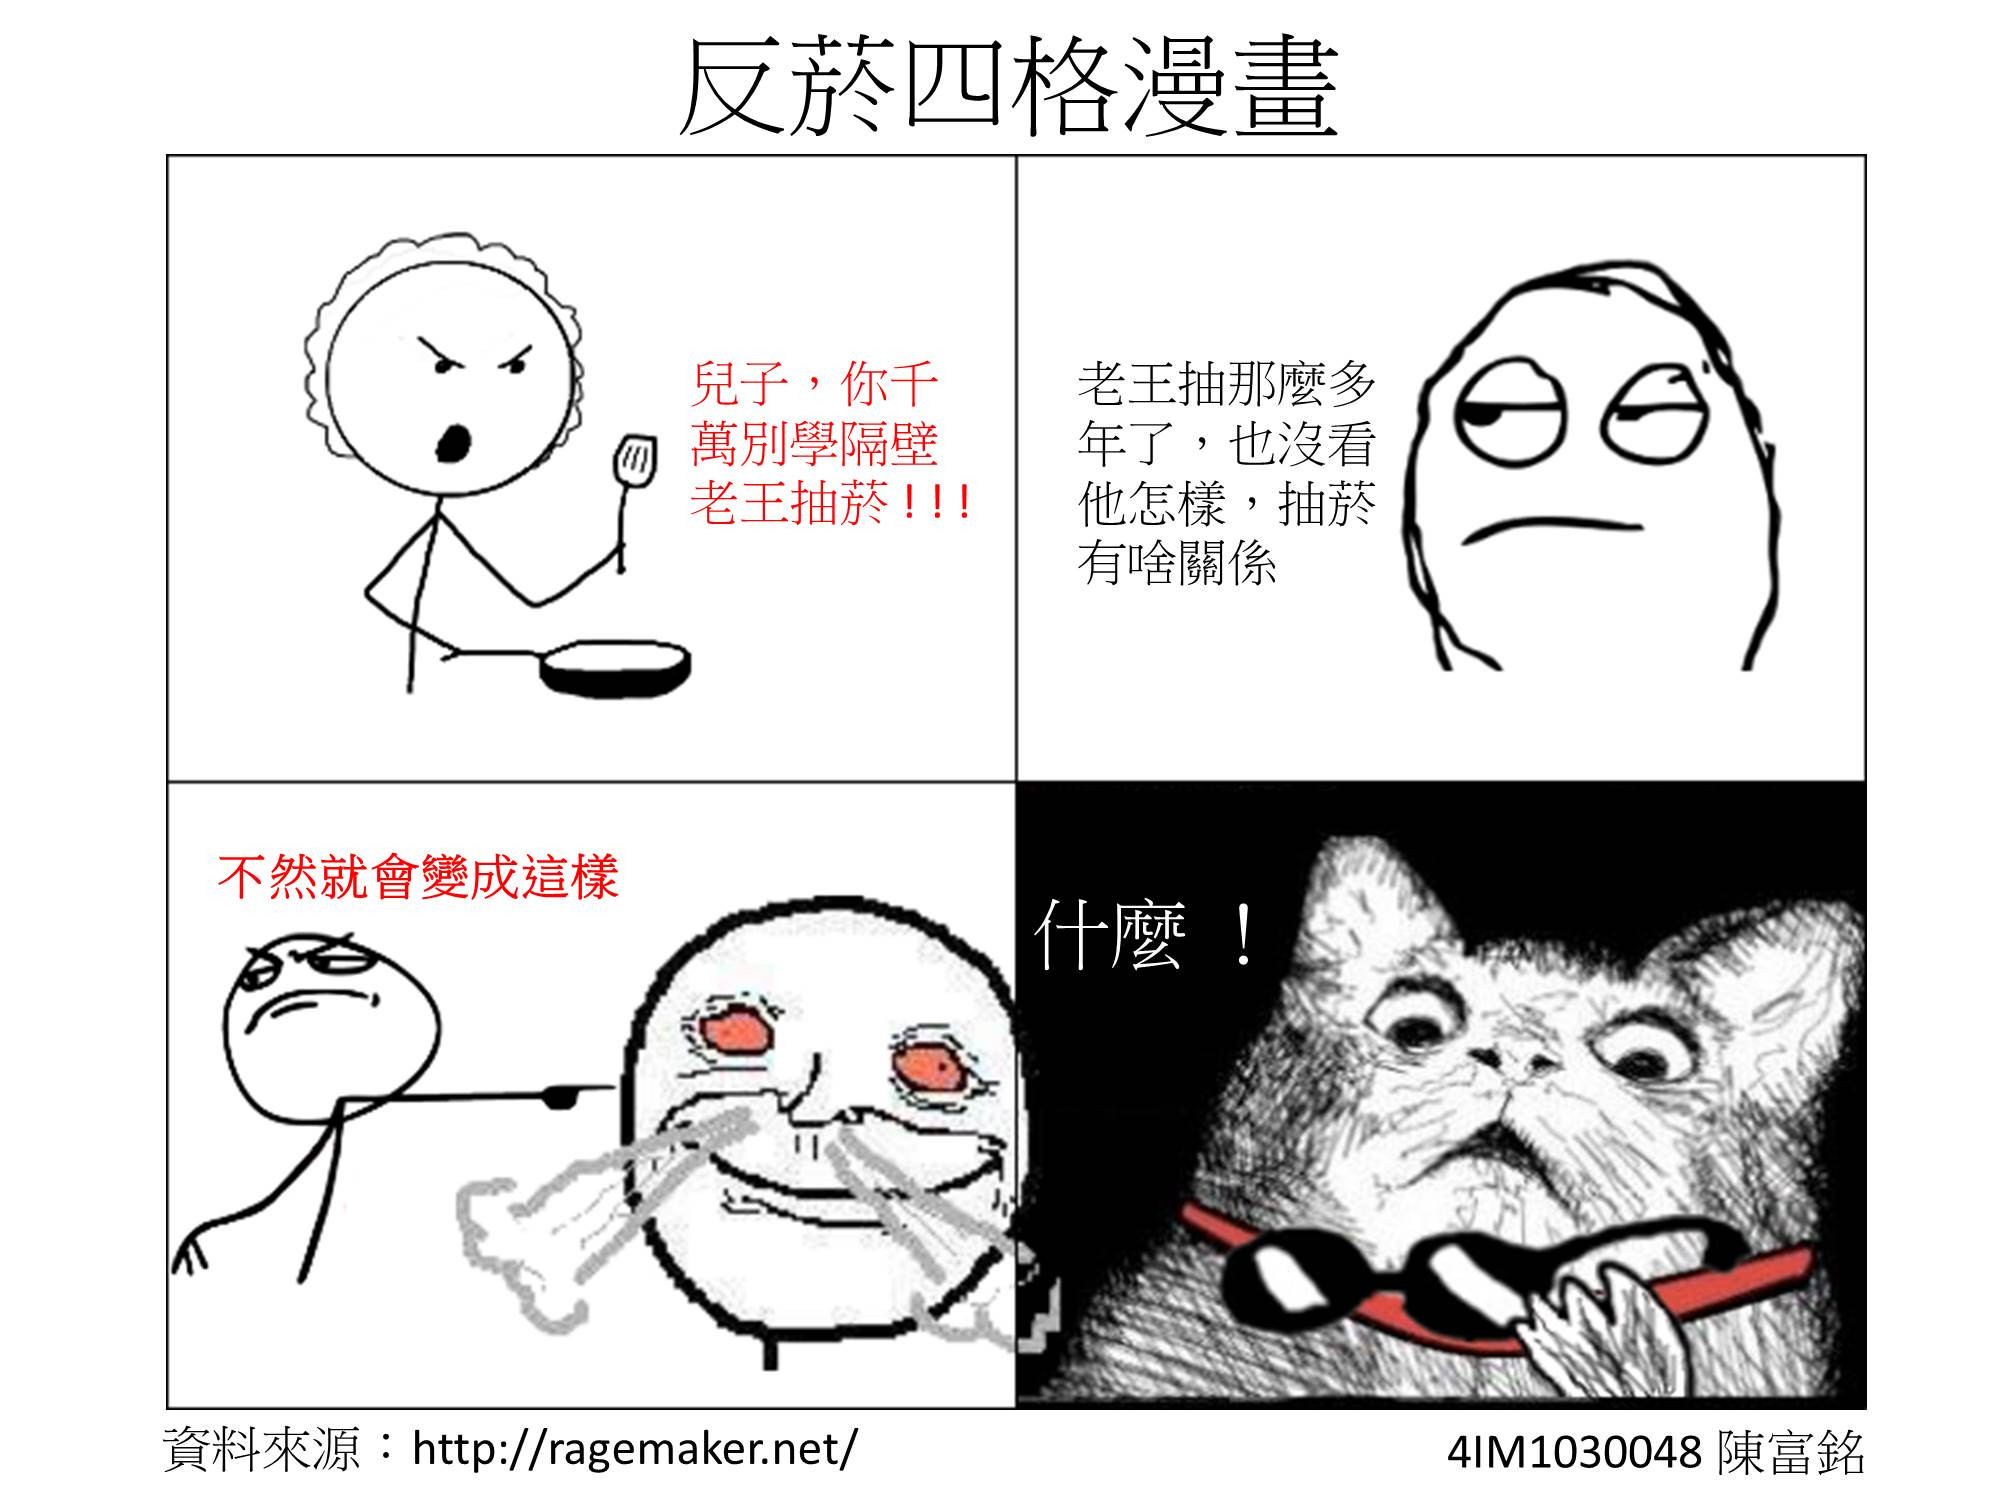 反菸四格漫畫
兒子，你千
萬別學隔壁
老王抽菸!!!
老王抽那麼多
年了，也沒看
他怎樣，抽菸
有啥關係
不然就會變成這樣
什麼 ！
資料來源：http://ragemaker.net/
4IM1030048 陳富銘